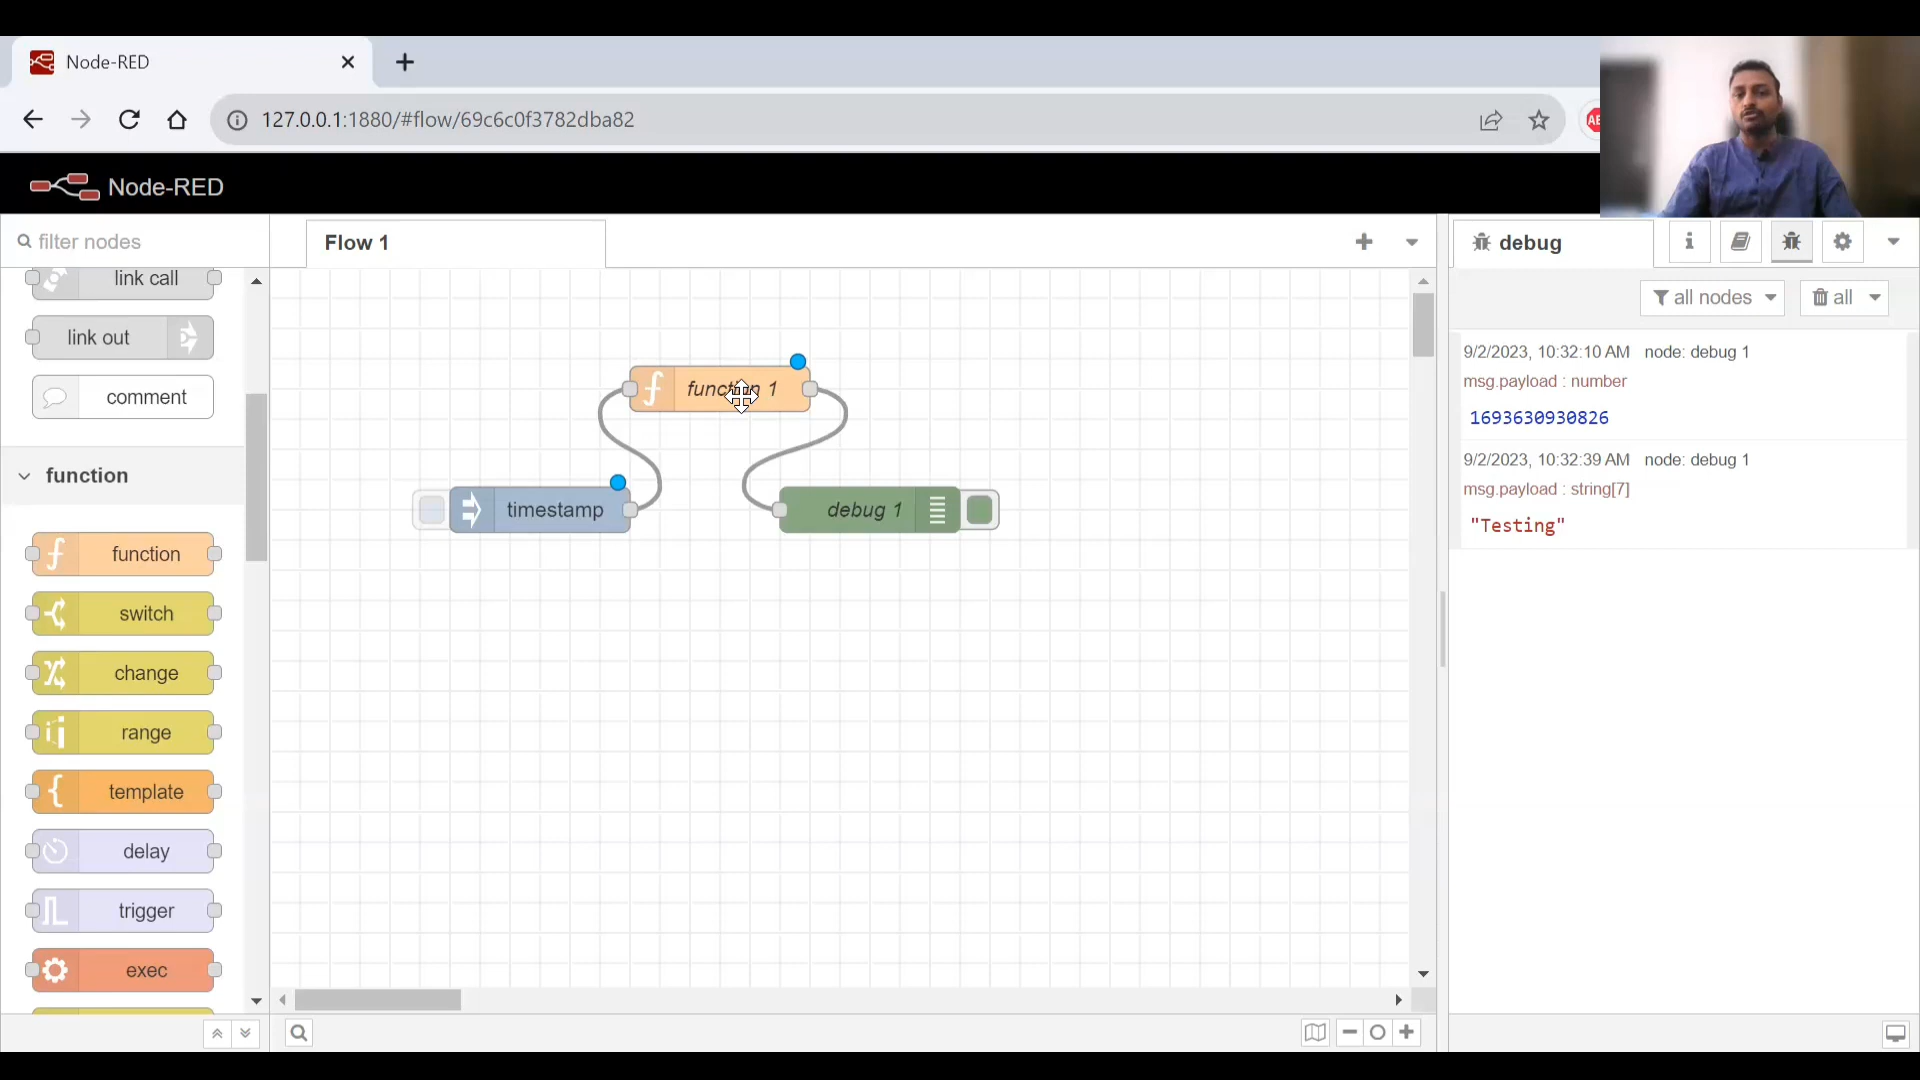 Node-RED
127.0.0.1:1880/#flow/69c6c0f3782dba82
Node-RED
filter nodes
link call
link out
comment
function
function
switch
change
range
template
delay
trigger
exec
Flow 1
function 1
timestamp
debug 1
debug
all nodes
all
9/2/2023, 10:32:10 AM node: debug 1
msg.payload : number
1693630930826
9/2/2023, 10:32:39 AM node: debug 1
msg.payload : string[7]
"Testing"